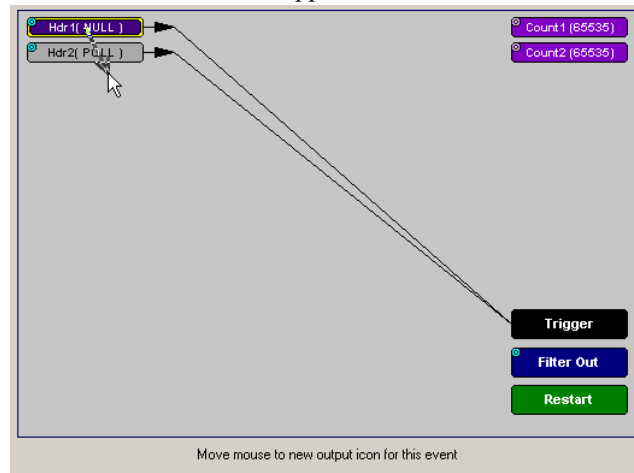 Hdr1( NULL )
Hdr2( POLL )
Count1 (65535)
Count2 (65535)
Trigger
Filter Out
Restart
Move mouse to new output icon for this event